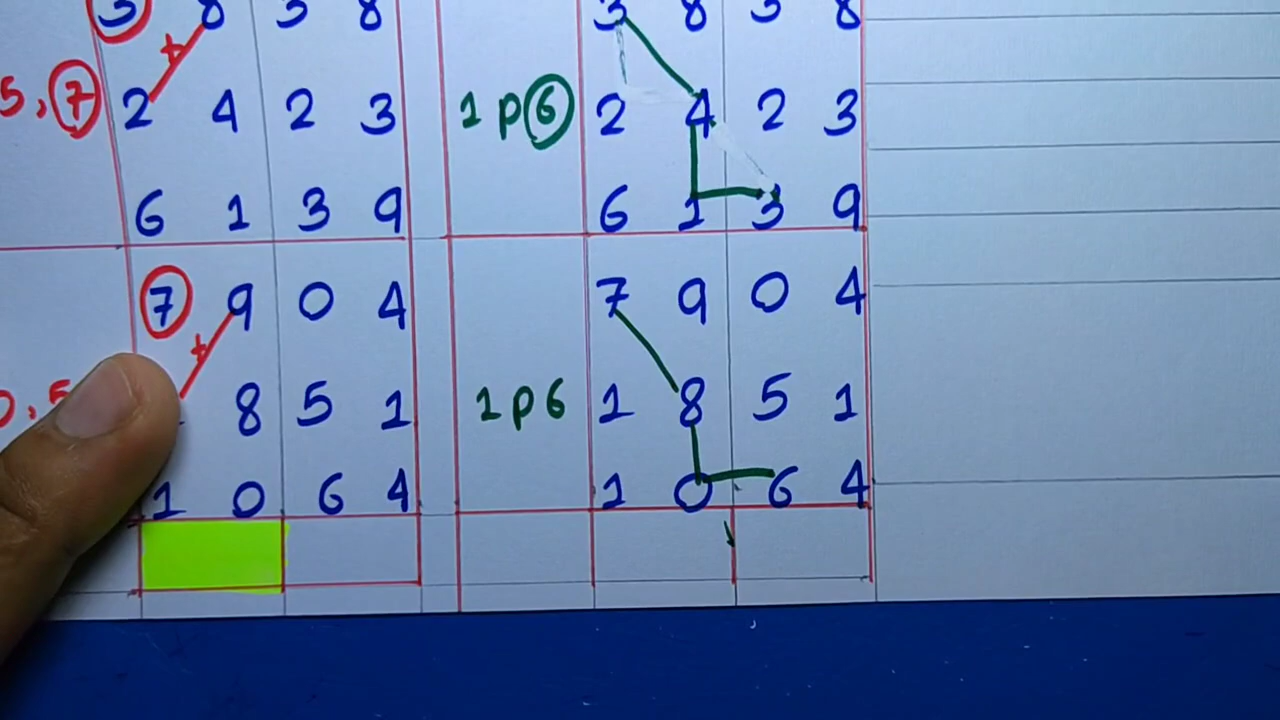 3 8 3 8 3 8 3 8
5, 7 2 4 2 3 1 p 6 2 4 2 3
6 1 3 9 6 1 3 9
7 9 0 4 7 9 0 4
8 5 1 1 p 6 1 8 5 1
1 0 6 4 1 0 6 4